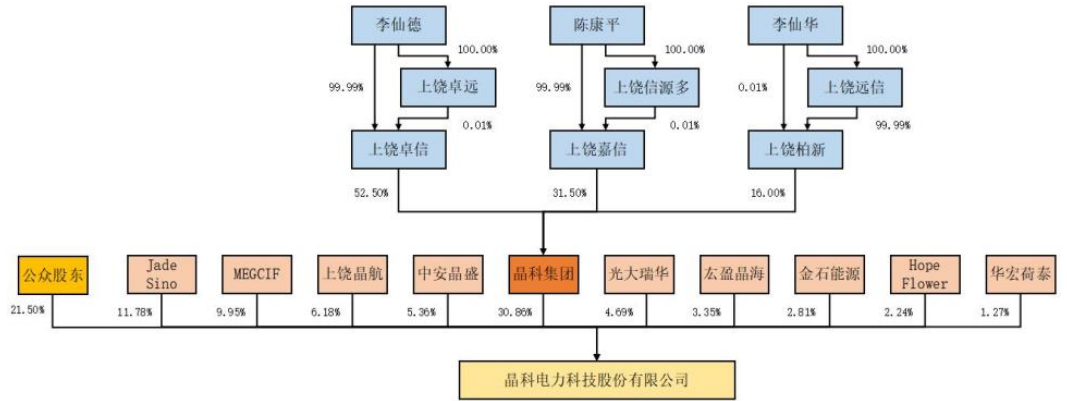 李仙德
陈康平
李仙华
100.00%
100.00%
100.00%
99.99%
上饶卓远
99.99%
上饶信源多
0.01%
上饶远信
0.01%
0.01%
99.99%
上饶卓信
上饶嘉信
上饶柏新
52.50%
31.50%
16.00%
公众股东
Jade
Sino
MEGCIF
上饶晶航
中安晶盛
晶科集团
光大瑞华
宏盈晶海
金石能源
Hope
Flower
华宏荷泰
21.50%
11.78%
9.95%
6.18%
5.36%
30.86%
4.69%
3.35%
2.81%
2.24%
1.27%
晶科电力科技股份有限公司